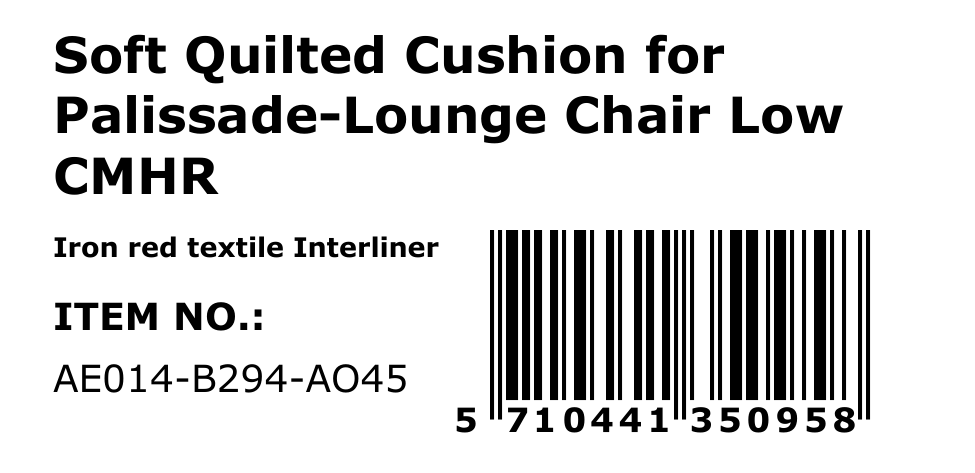 Soft Quilted Cushion for
Palissade-Lounge Chair Low
CMHR
Iron red textile Interliner
ITEM NO.:
AE014-B294-AO45
5 710441 350958